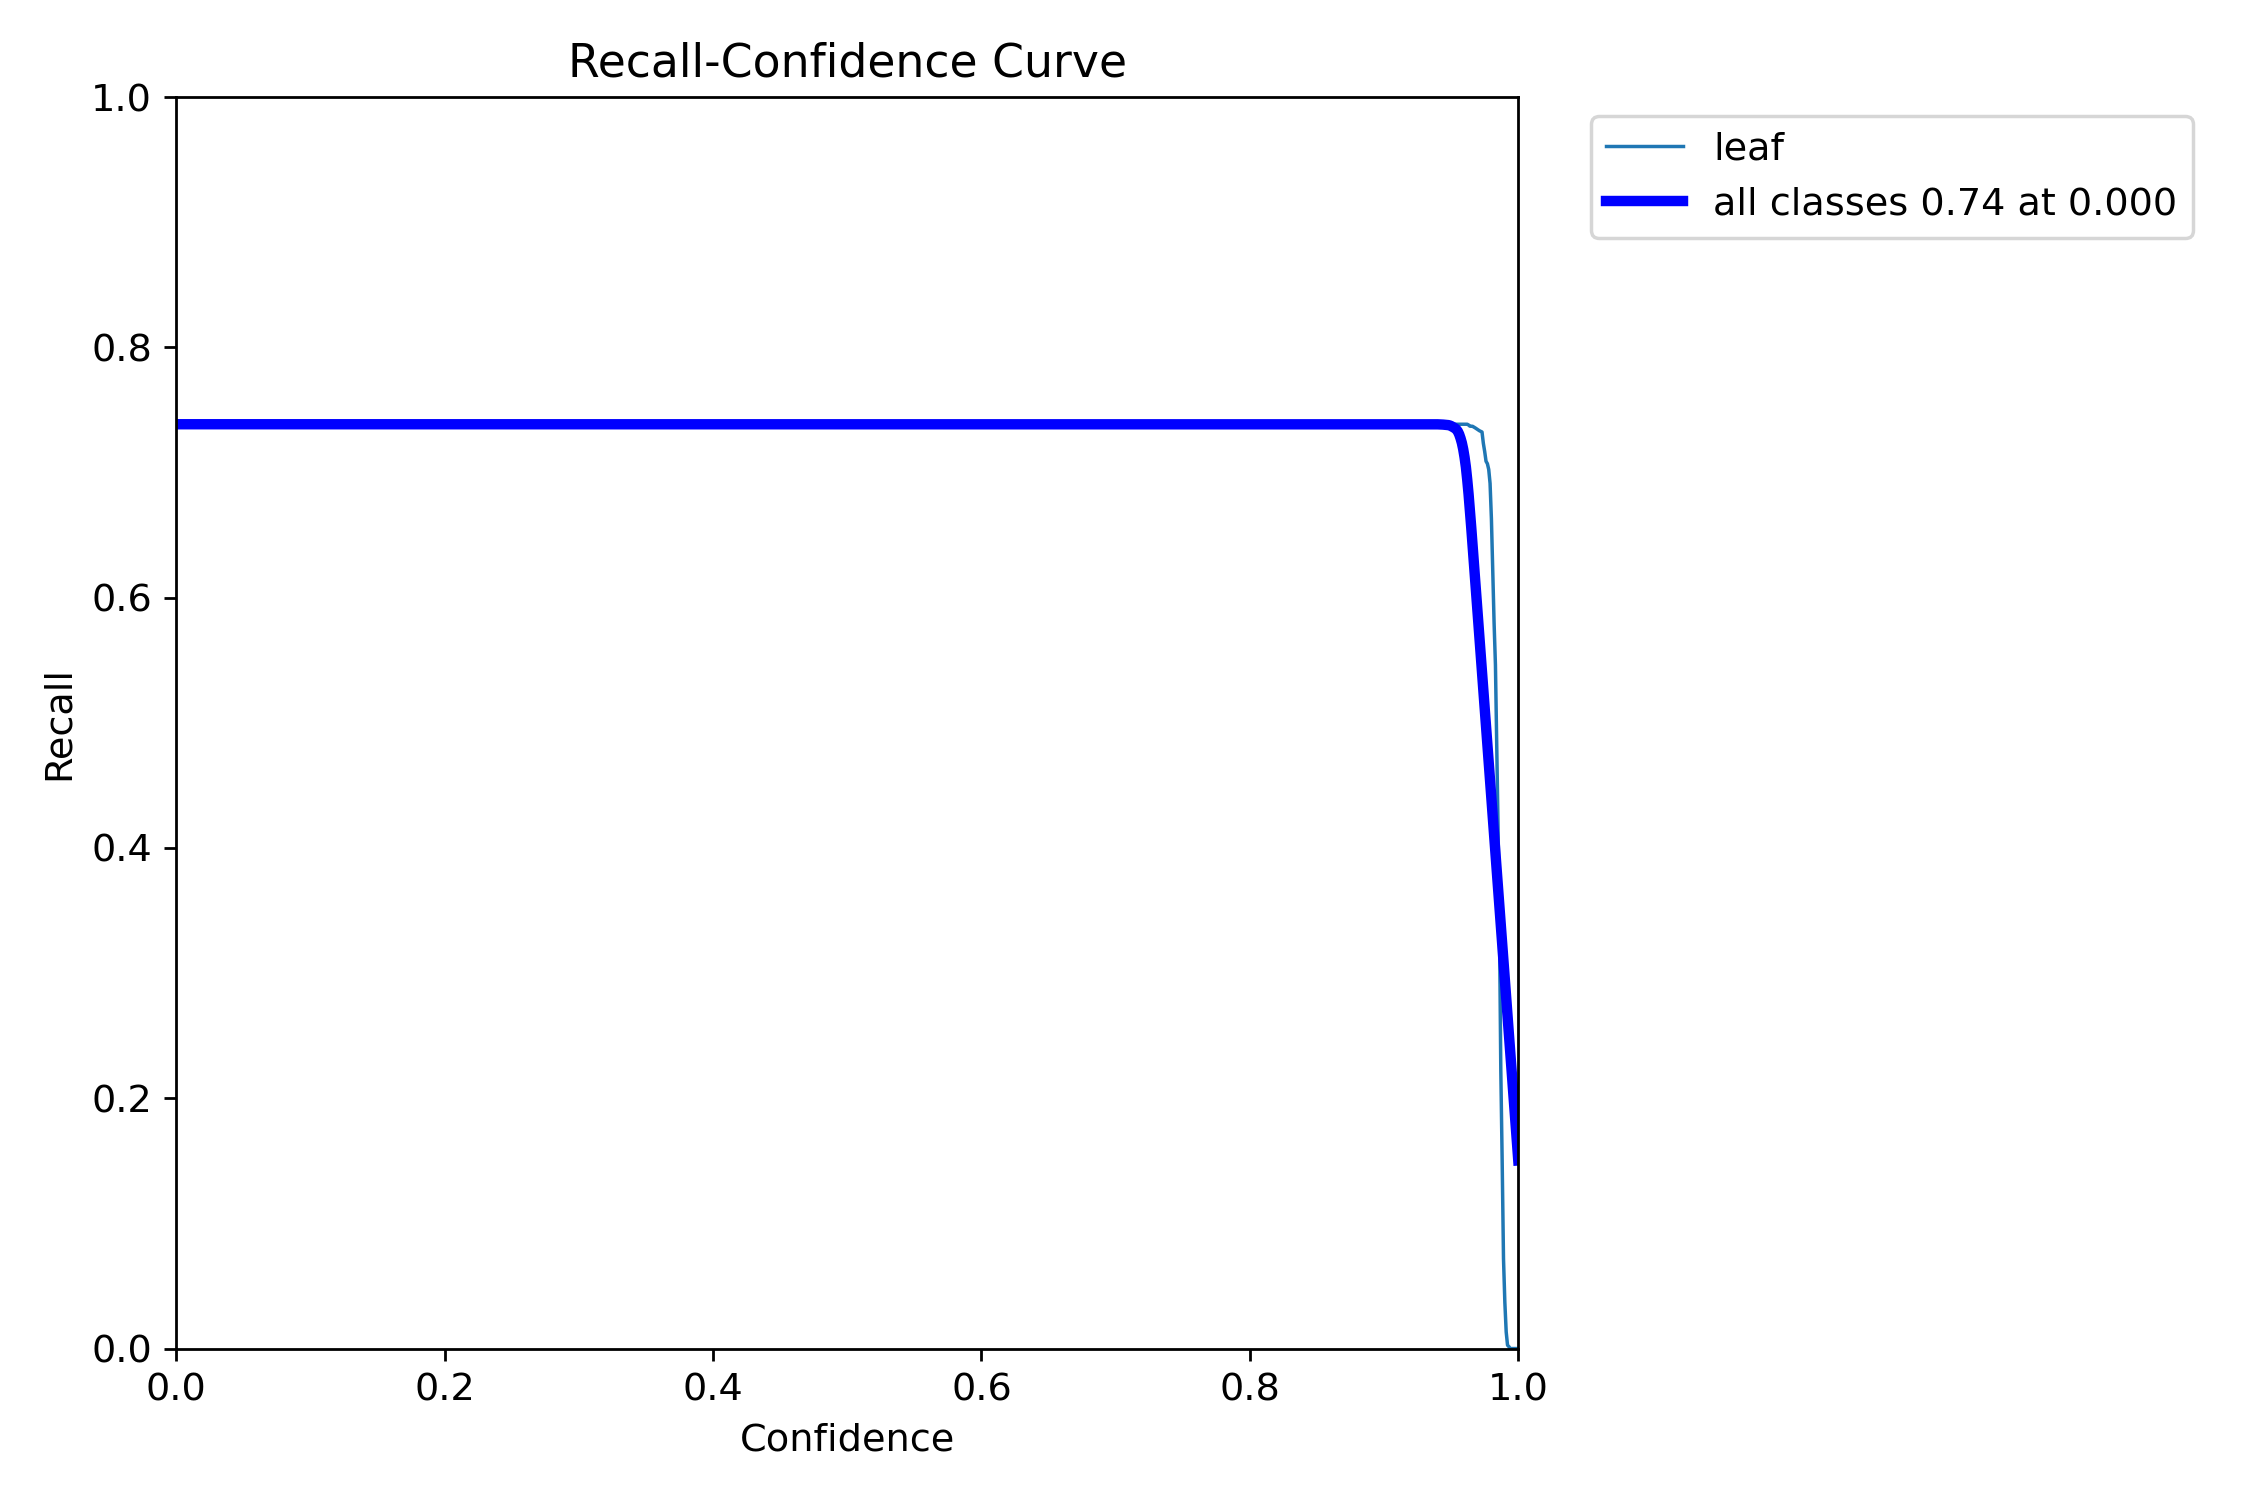 Recall-Confidence Curve
1.0
0.8
0.6
0.4
0.2
0.0
Recall
0.0 0.2 0.4 0.6 0.8 1.0
Confidence
leaf
all classes 0.74 at 0.000